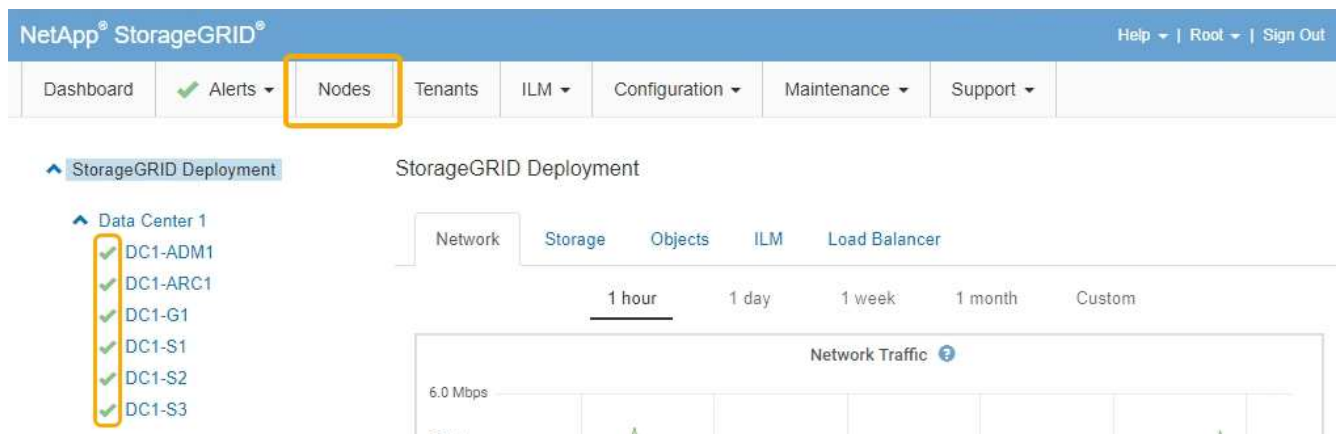 NetApp® StorageGRID®
Help | Root | Sign Out
Dashboard Alerts Nodes Tenants ILM Configuration Maintenance Support
StorageGRID Deployment
Data Center 1
DC1-ADM1
DC1-ARC1
DC1-G1
DC1-S1
DC1-S2
DC1-S3
StorageGRID Deployment
Network Storage Objects ILM Load Balancer
1 hour 1 day 1 week 1 month Custom
Network Traffic ?
6.0 Mbps